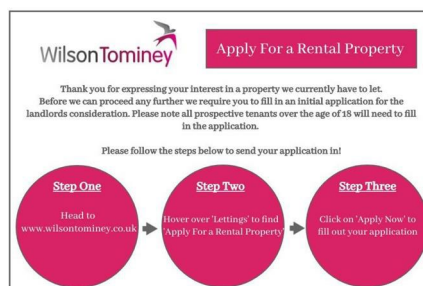 WilsonTominey
Apply For a Rental Property
Thank you for expressing your interest in a property we currently have to let.
Before we can proceed any further we require you to fill in an initial application for the
landlords consideration. Please note all prospective tenants over the age of 18 will need to fill
in the application.
Please follow the steps below to send your application in!
Step One
Head to
www.wilsontominey.co.uk
Step Two
Hover over 'Lettings' to find
'Apply For a Rental Property'
Step Three
Click on 'Apply Now' to
fill out your application